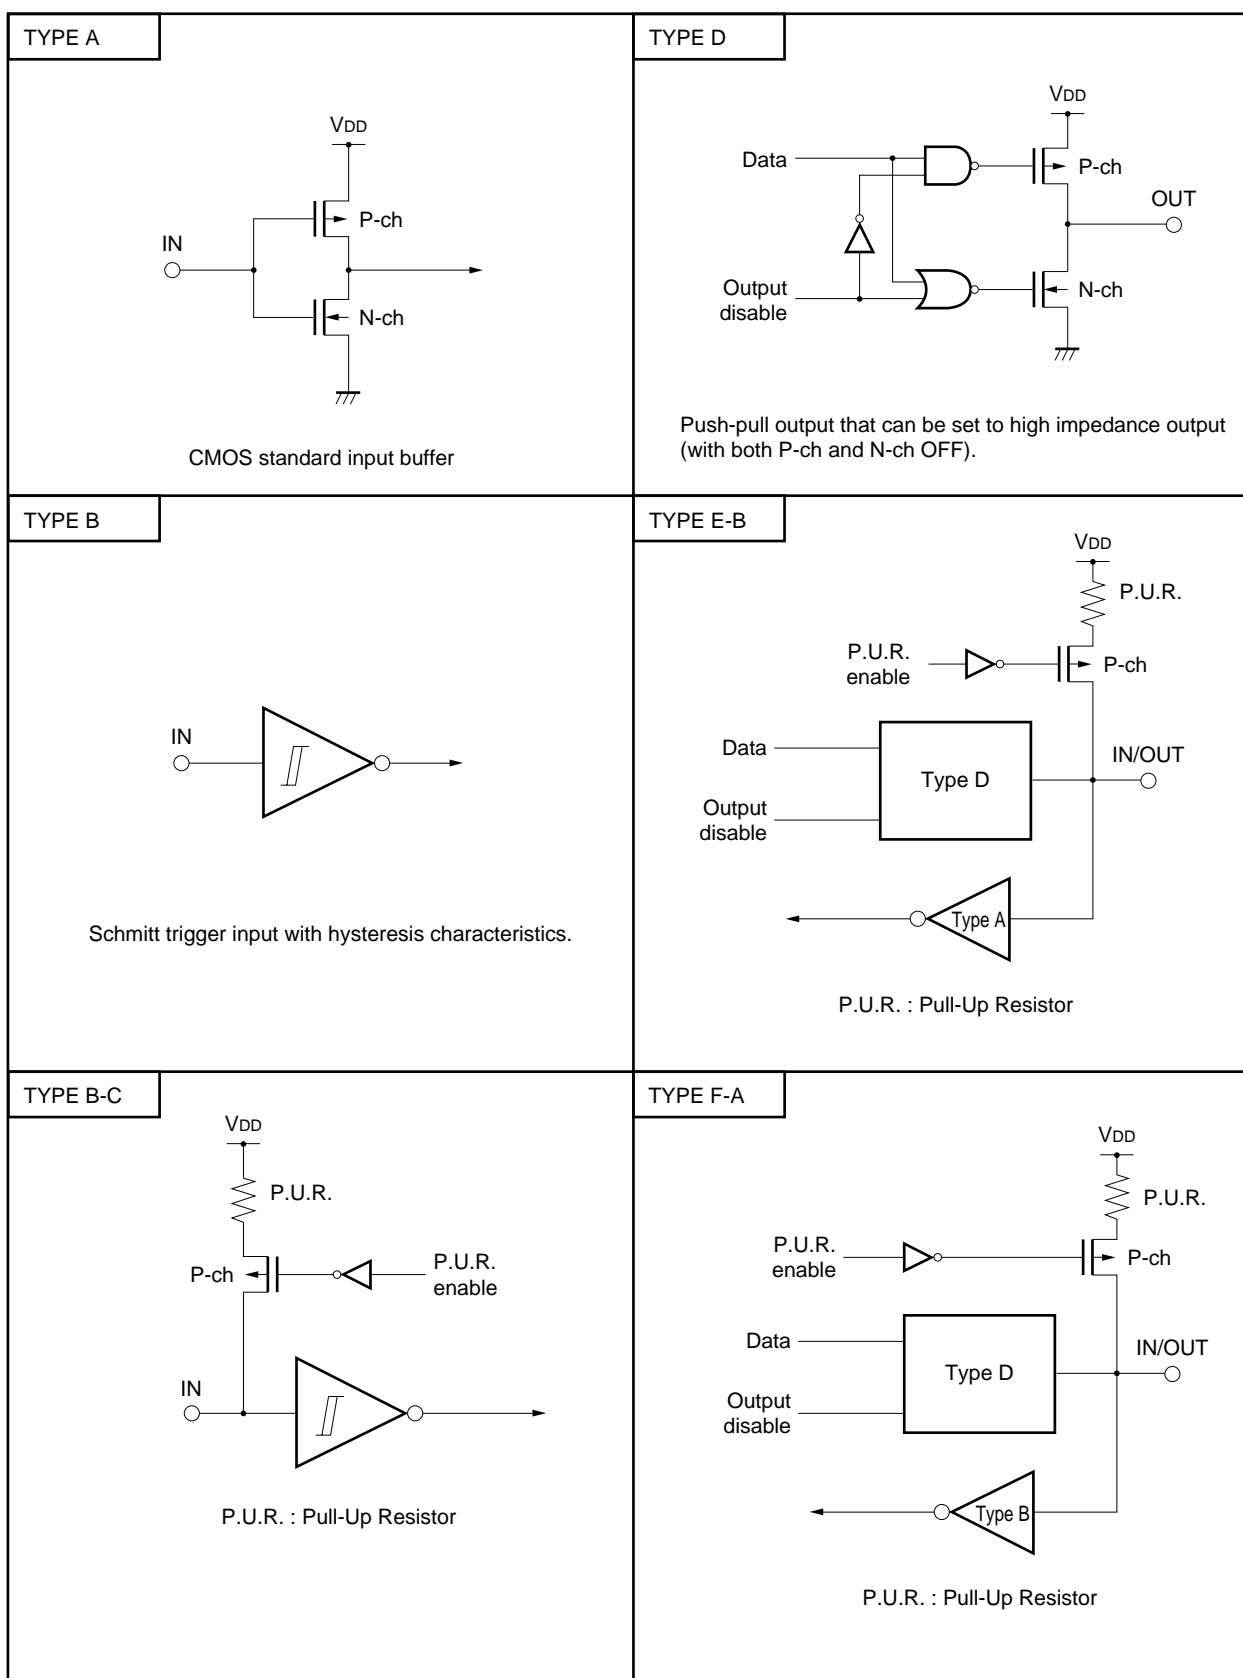 TYPE A
VDD
P-ch
IN
N-ch
CMOS standard input buffer
TYPE D
VDD
Data
P-ch
OUT
Output
disable
N-ch
Push-pull output that can be set to high impedance output
(with both P-ch and N-ch OFF).
TYPE B
IN
Schmitt trigger input with hysteresis characteristics.
TYPE E-B
VDD
P.U.R.
P.U.R.
enable
P-ch
Data
Type D
IN/OUT
Output
disable
Type A
P.U.R. : Pull-Up Resistor
TYPE B-C
VDD
P.U.R.
P-ch
P.U.R.
enable
IN
P.U.R. : Pull-Up Resistor
TYPE F-A
VDD
P.U.R.
P.U.R.
enable
P-ch
Data
Type D
IN/OUT
Output
disable
Type B
P.U.R. : Pull-Up Resistor